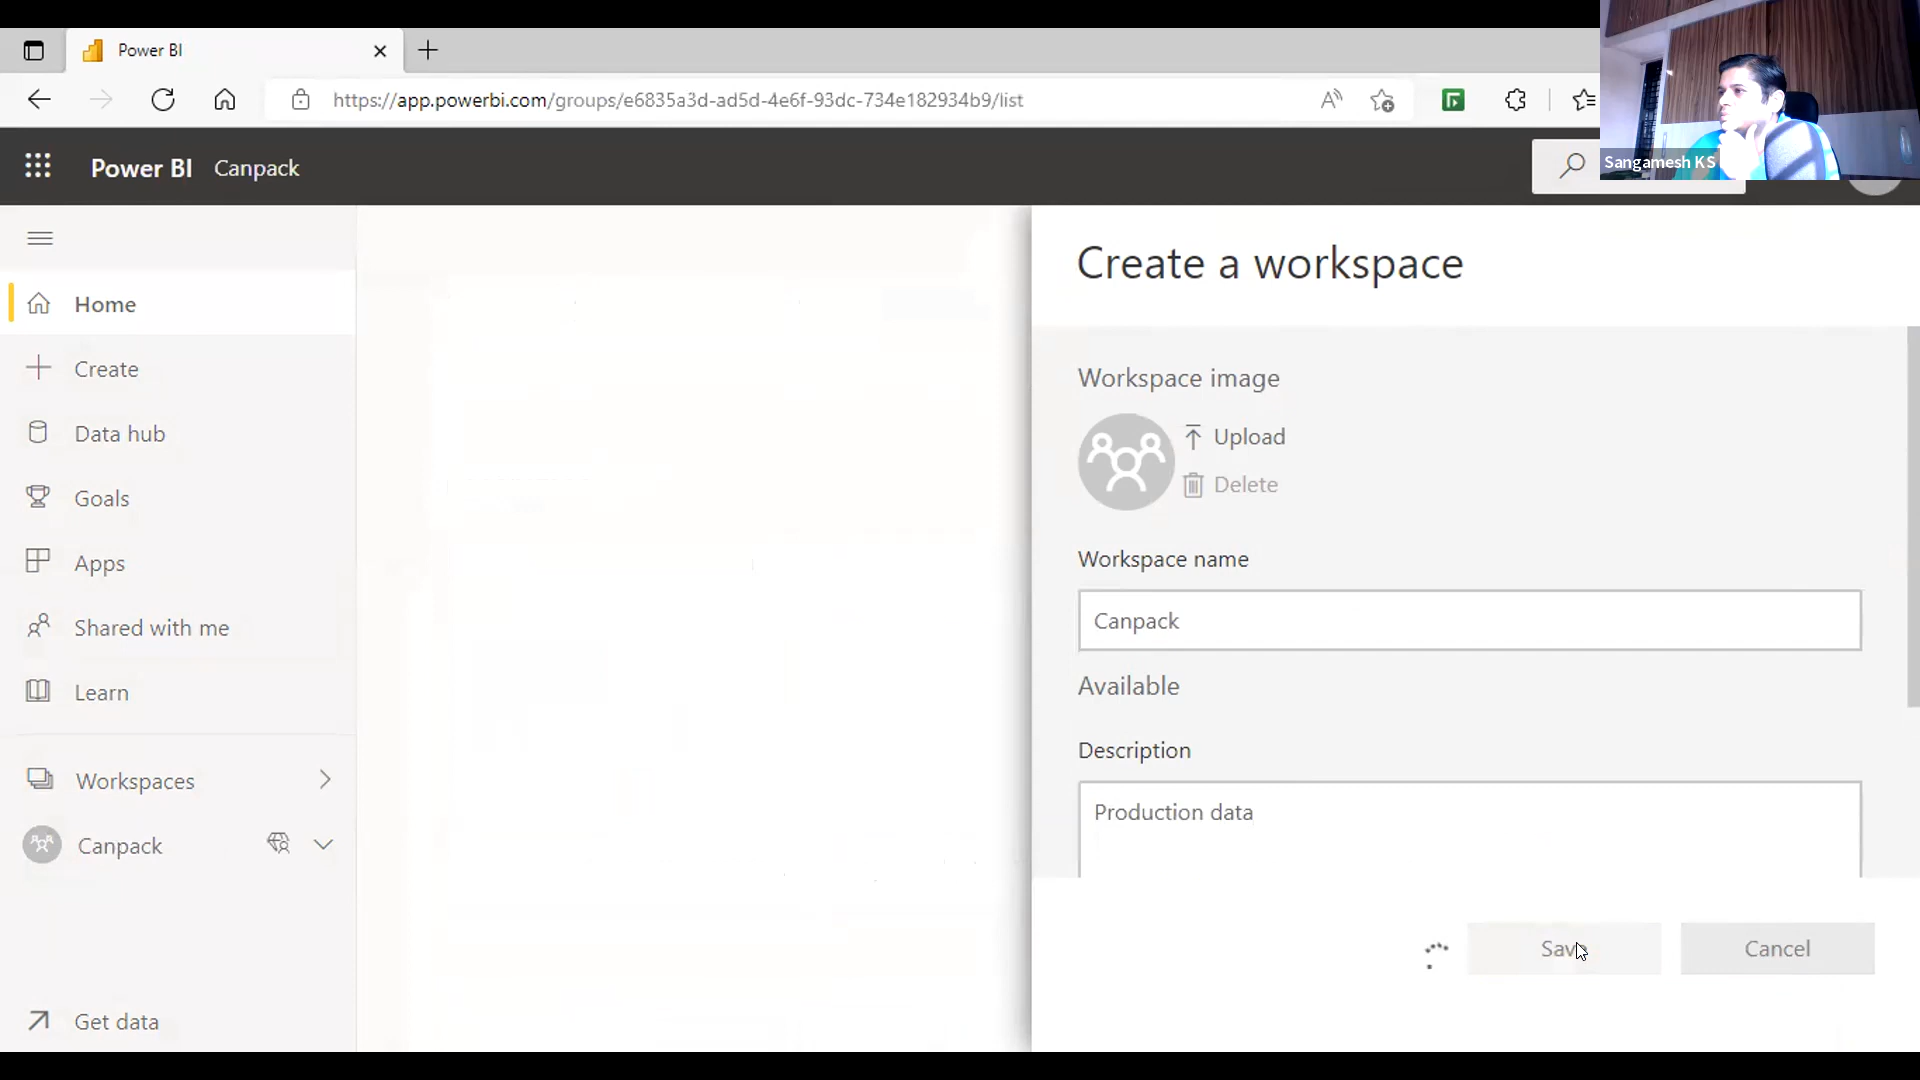 Power BI
https://app.powerbi.com/groups/e6835a3d-ad5d-4e6f-93dc-734e182934b9/list
Power BI Canpack
Sangamesh KS
Home
Create
Data hub
Goals
Apps
Shared with me
Learn
Workspaces
Canpack
Get data
Create a workspace
Workspace image
Upload
Delete
Workspace name
Canpack
Available
Description
Production data
Save
Cancel